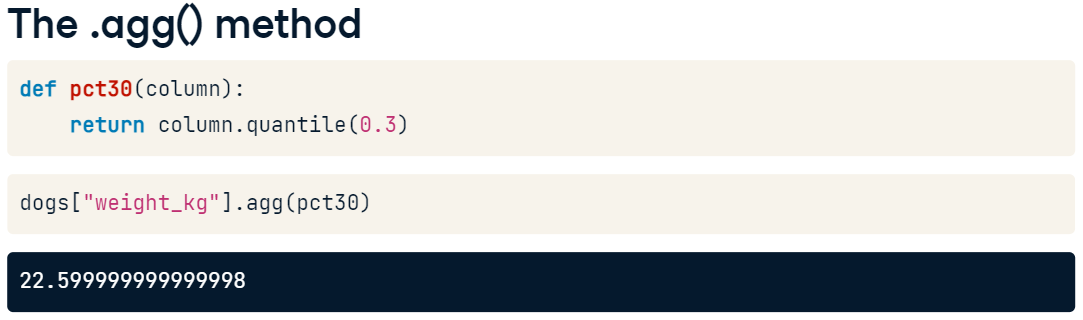 The .agg() method
def pct30(column):
    return column.quantile(0.3)
dogs["weight_kg"].agg(pct30)
22.599999999999998